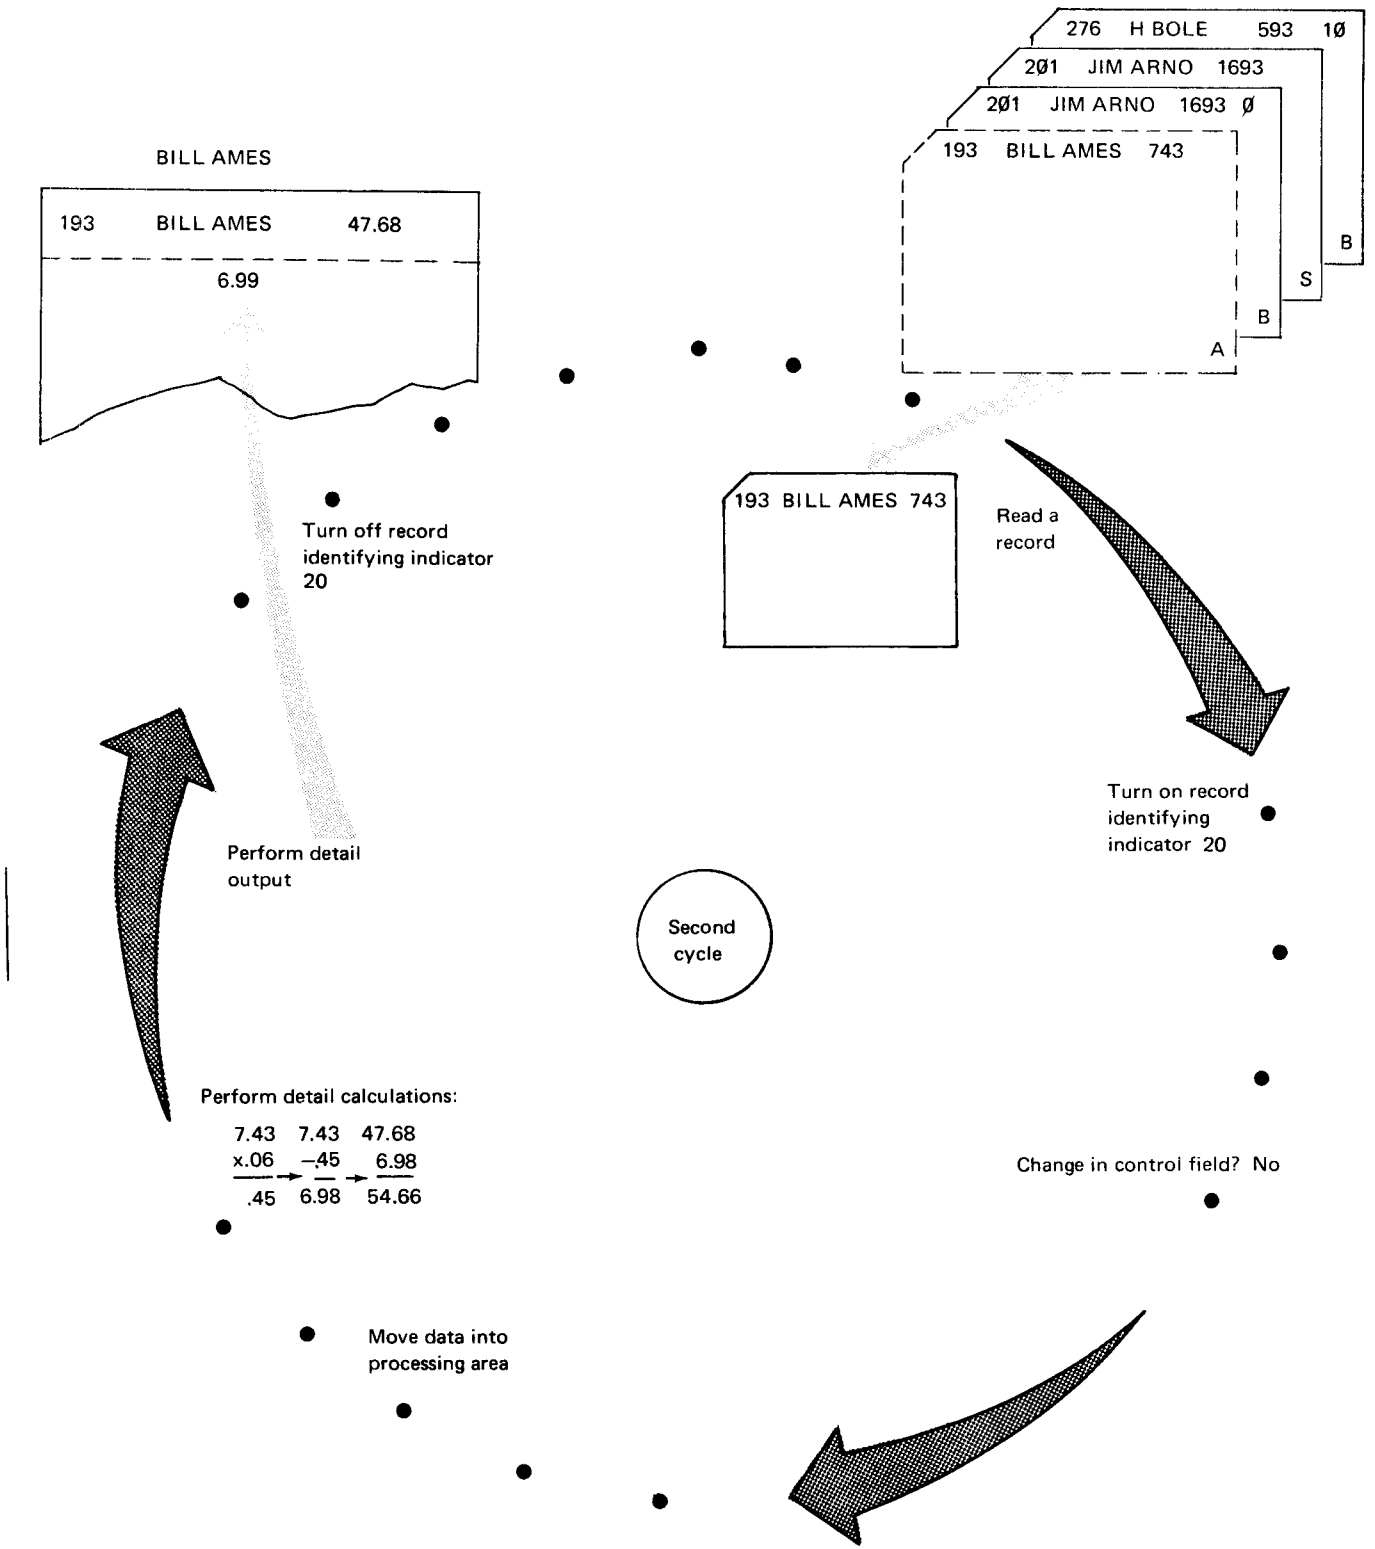 276 H BOLE 593 1Ø
2Ø1 JIM ARNO 1693
2Ø1 JIM ARNO 1693 Ø
193 BILL AMES 743
B
S
B
A
BILL AMES
193 BILL AMES 47.68
6.99
193 BILL AMES 743
Read a
record
Turn off record
identifying indicator
20
Turn on record
identifying
indicator 20
Perform detail
output
Second
cycle
Perform detail calculations:
7.43 7.43 47.68
x.06 –.45 6.98
.45 6.98 54.66
Change in control field? No
Move data into
processing area